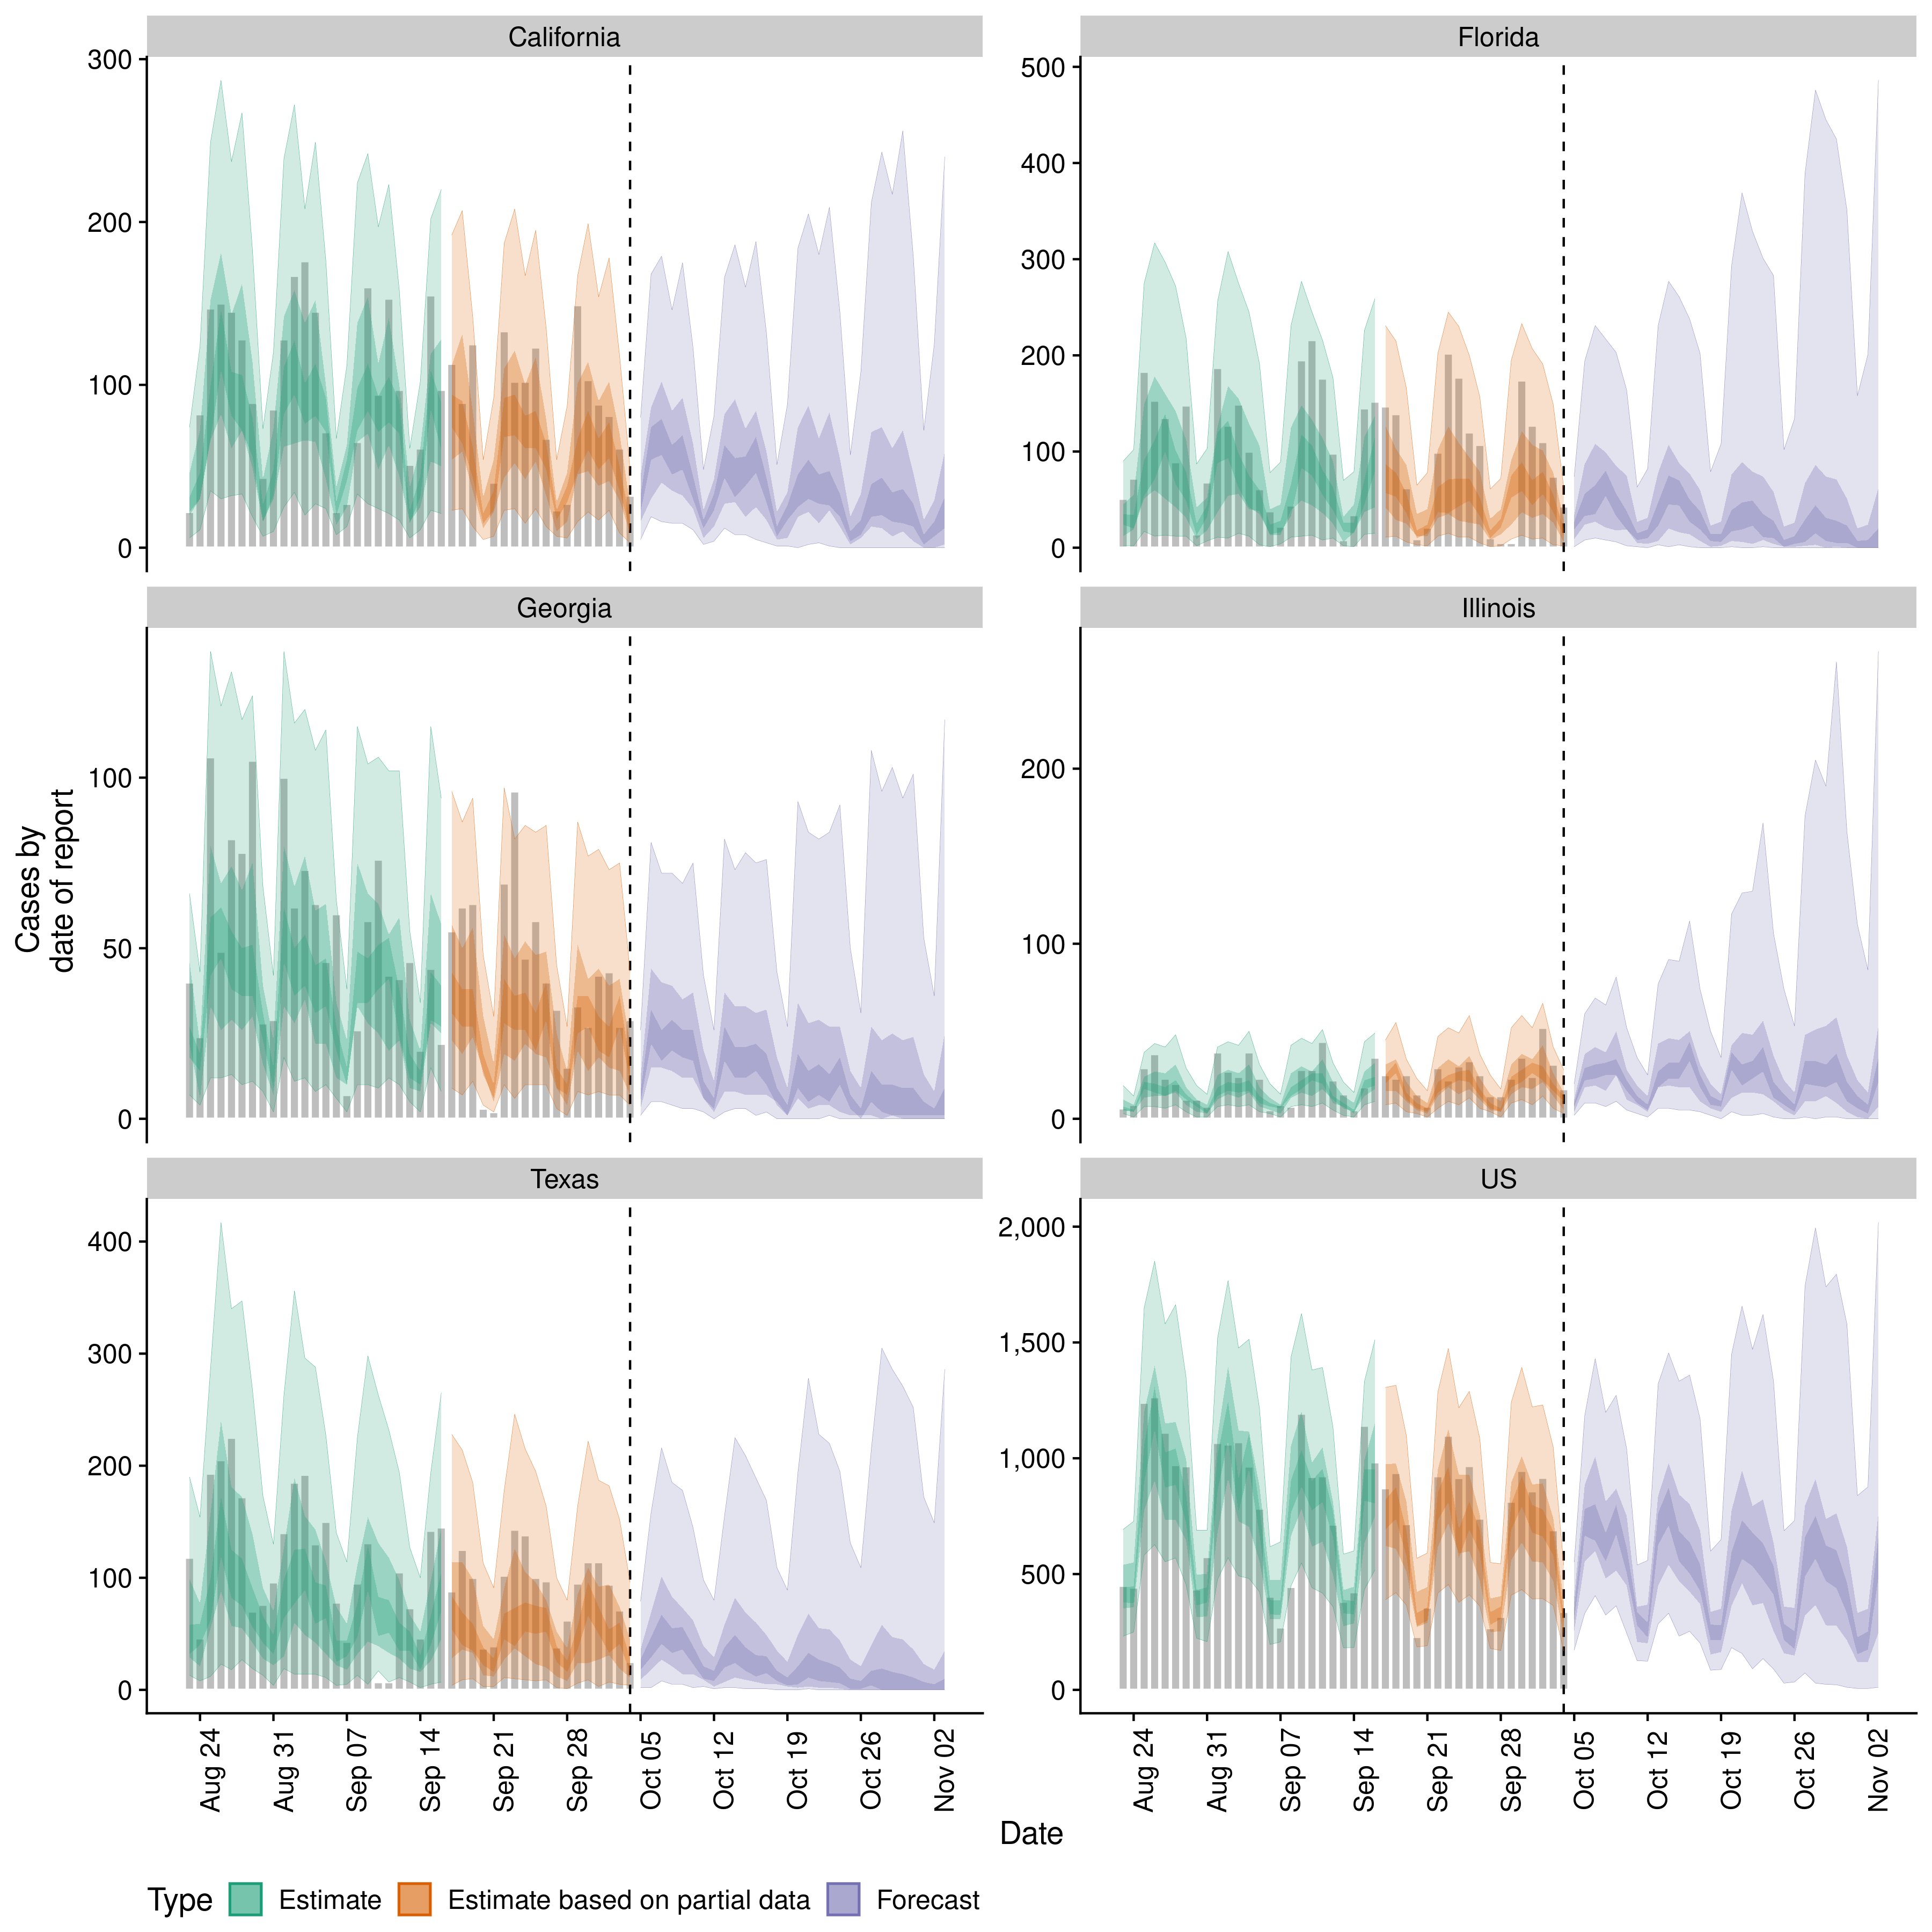 California
Florida
300
200
100
0
500
400
300
200
100
0
Georgia
Illinois
100
50
0
200
100
0
Cases by
date of report
Texas
US
400
300
200
100
0
2,000
1,500
1,000
500
0
Aug 24
Aug 31
Sep 07
Sep 14
Sep 21
Sep 28
Oct 05
Oct 12
Oct 19
Oct 26
Nov 02
Aug 24
Aug 31
Sep 07
Sep 14
Sep 21
Sep 28
Oct 05
Oct 12
Oct 19
Oct 26
Nov 02
Date
Type Estimate Estimate based on partial data Forecast